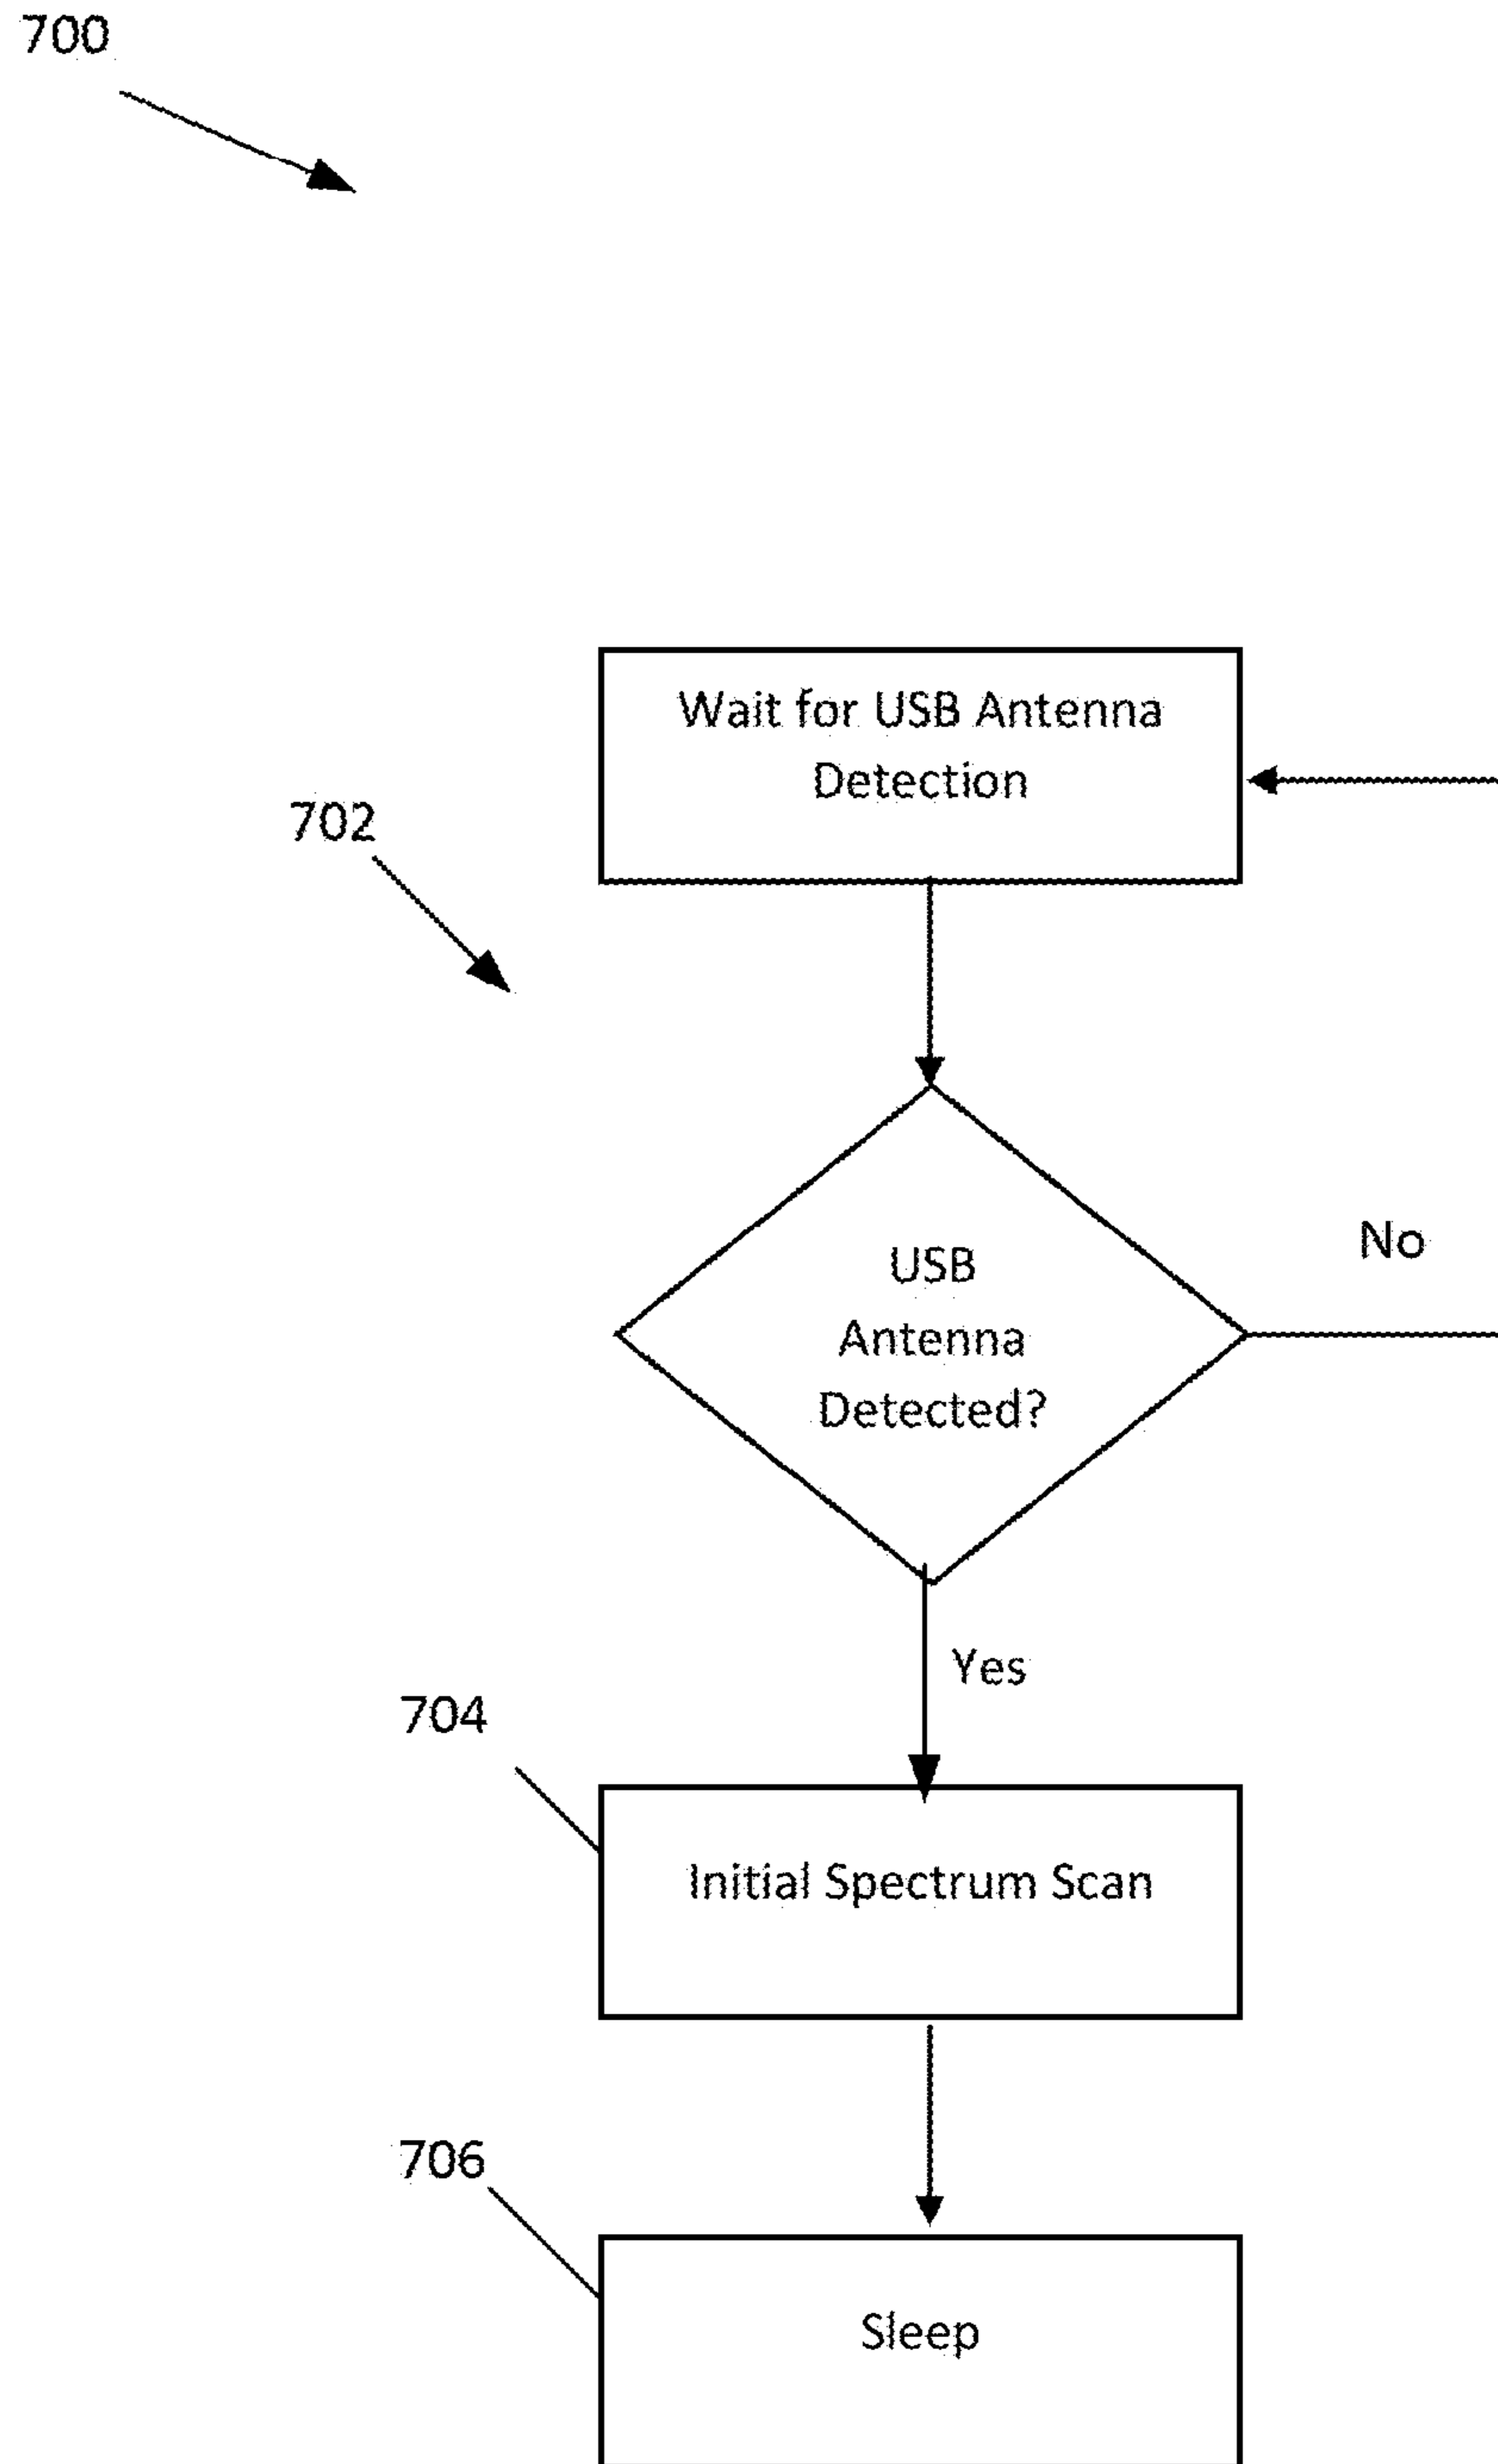 700
Wait for USB Antenna
Detection
702
USB
Antenna
Detected?
No
Yes
704
Initial Spectrum Scan
706
Sleep